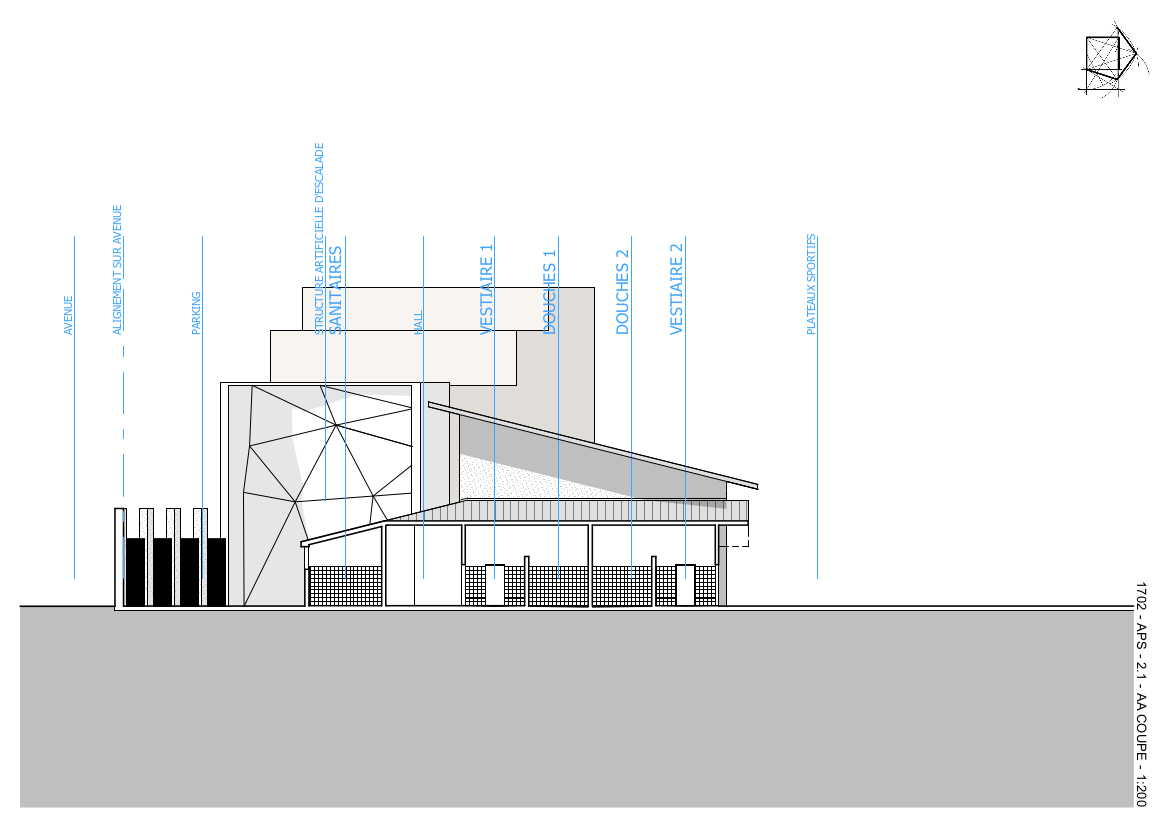 AVENUE
ALIGNEMENT SUR AVENUE
PARKING
STRUCTURE ARTIFICIELLE D'ESCALADE
SANITAIRES
HALL
VESTIAIRE 1
DOUCHES 1
DOUCHES 2
VESTIAIRE 2
PLATEAUX SPORTIFS
1702 - APS - 2.1 - AA COUPE - 1:200